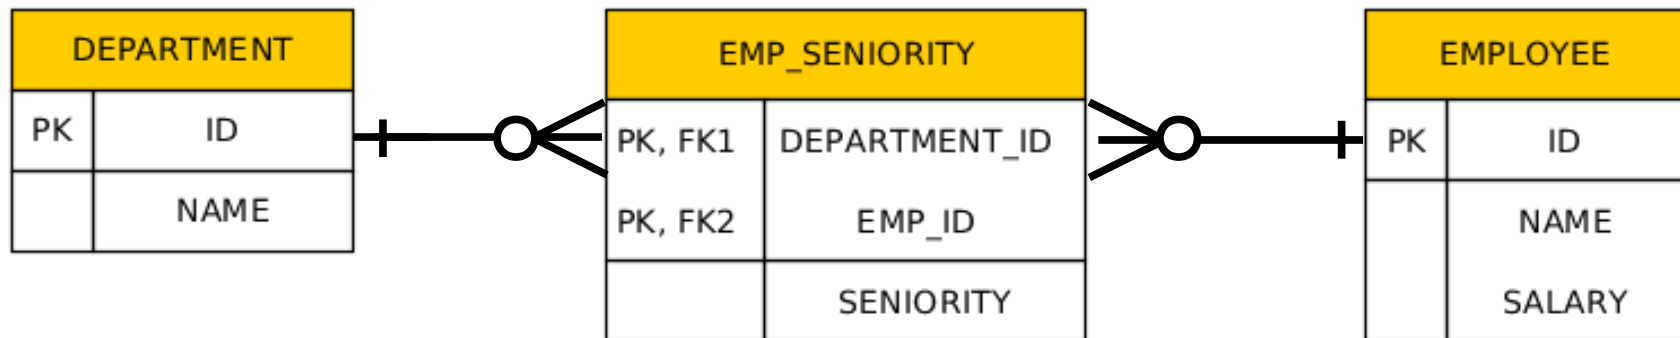 DEPARTMENT
PK ID
NAME
EMP_SENIORITY
PK, FK1 DEPARTMENT_ID
PK, FK2 EMP_ID
SENIORITY
EMPLOYEE
PK ID
NAME
SALARY